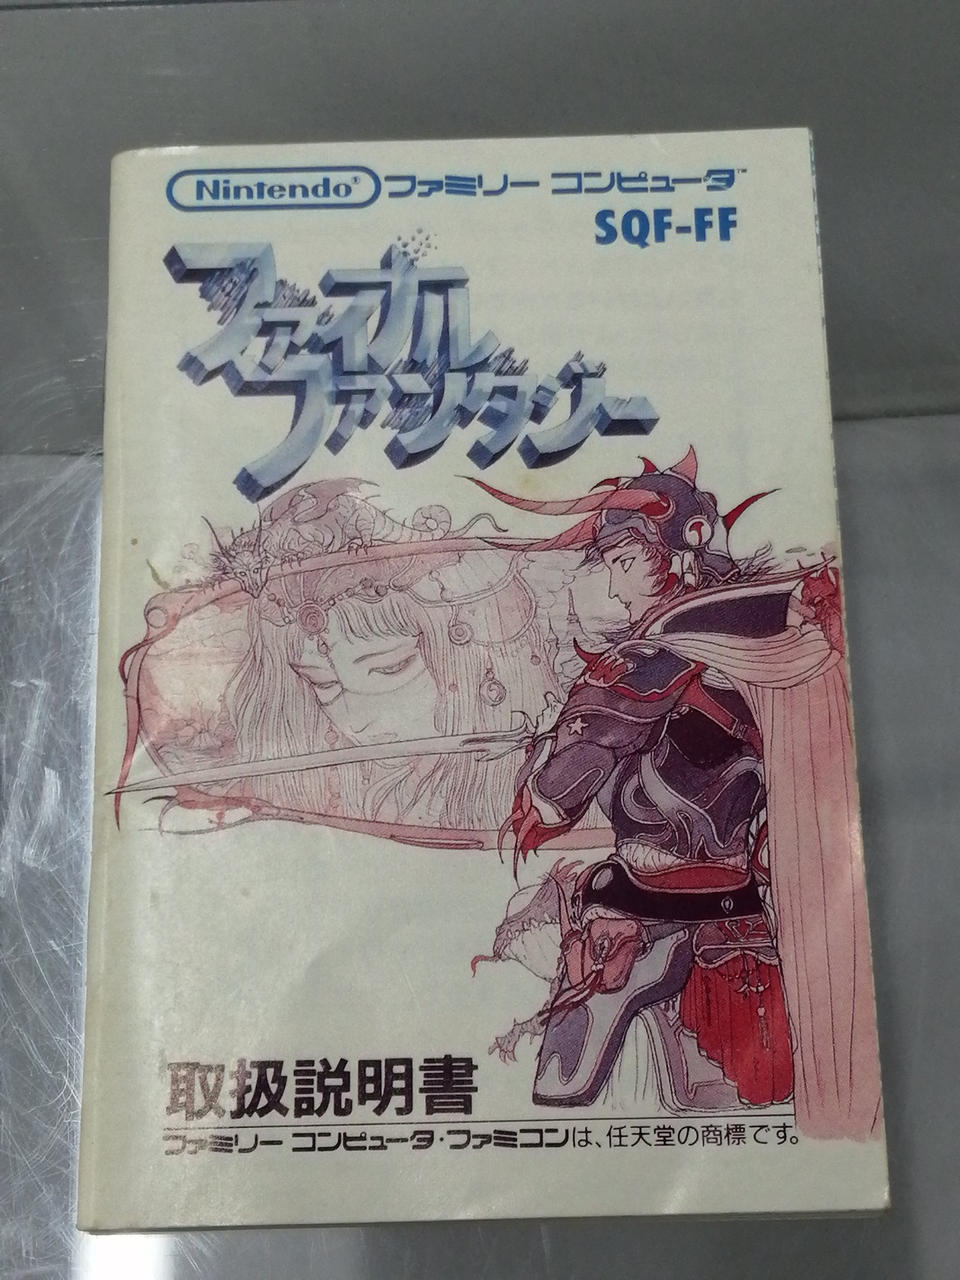 Nintendo® ファミリー コンピュータ™
SQF-FF
ファイナル
ファンタジー
取扱説明書
ファミリー コンピュータ・ファミコンは、任天堂の商標です。